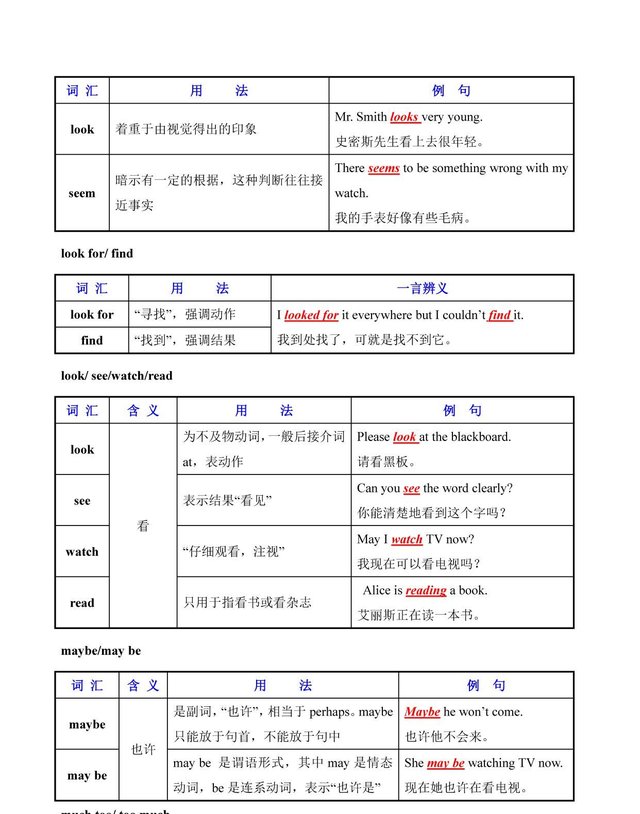 词 汇 用 法 例 句
look 着重于由视觉得出的印象 Mr. Smith looks very young.
史密斯先生看上去很年轻。
seem 暗示有一定的根据，这种判断往往接近事实 There seems to be something wrong with my
watch.
我的手表好像有些毛病。
look for/ find
词 汇 用 法 一言辨义
look for “寻找”，强调动作 I looked for it everywhere but I couldn’t find it.
find “找到”，强调结果 我到处找了，可就是找不到它。
look/ see/watch/read
词 汇 含 义 用 法 例 句
look 看 为不及物动词，一般后接介词 Please look at the blackboard.
at，表动作 请看黑板。
see 表示结果“看见” Can you see the word clearly?
你能清楚地看到这个字吗？
watch “仔细观看，注视” May I watch TV now?
我现在可以看电视吗？
read 只用于指看书或看杂志 Alice is reading a book.
艾丽斯正在读一本书。
maybe/may be
词 汇 含 义 用 法 例 句
maybe 也许 是副词，“也许”，相当于 perhaps。maybe Maybe he won’t come.
只能放于句首，不能放于句中 也许他不会来。
may be may be 是谓语形式，其中 may 是情态 She may be watching TV now.
动词，be 是连系动词，表示“也许是” 现在她也许在看电视。
much too/ too much